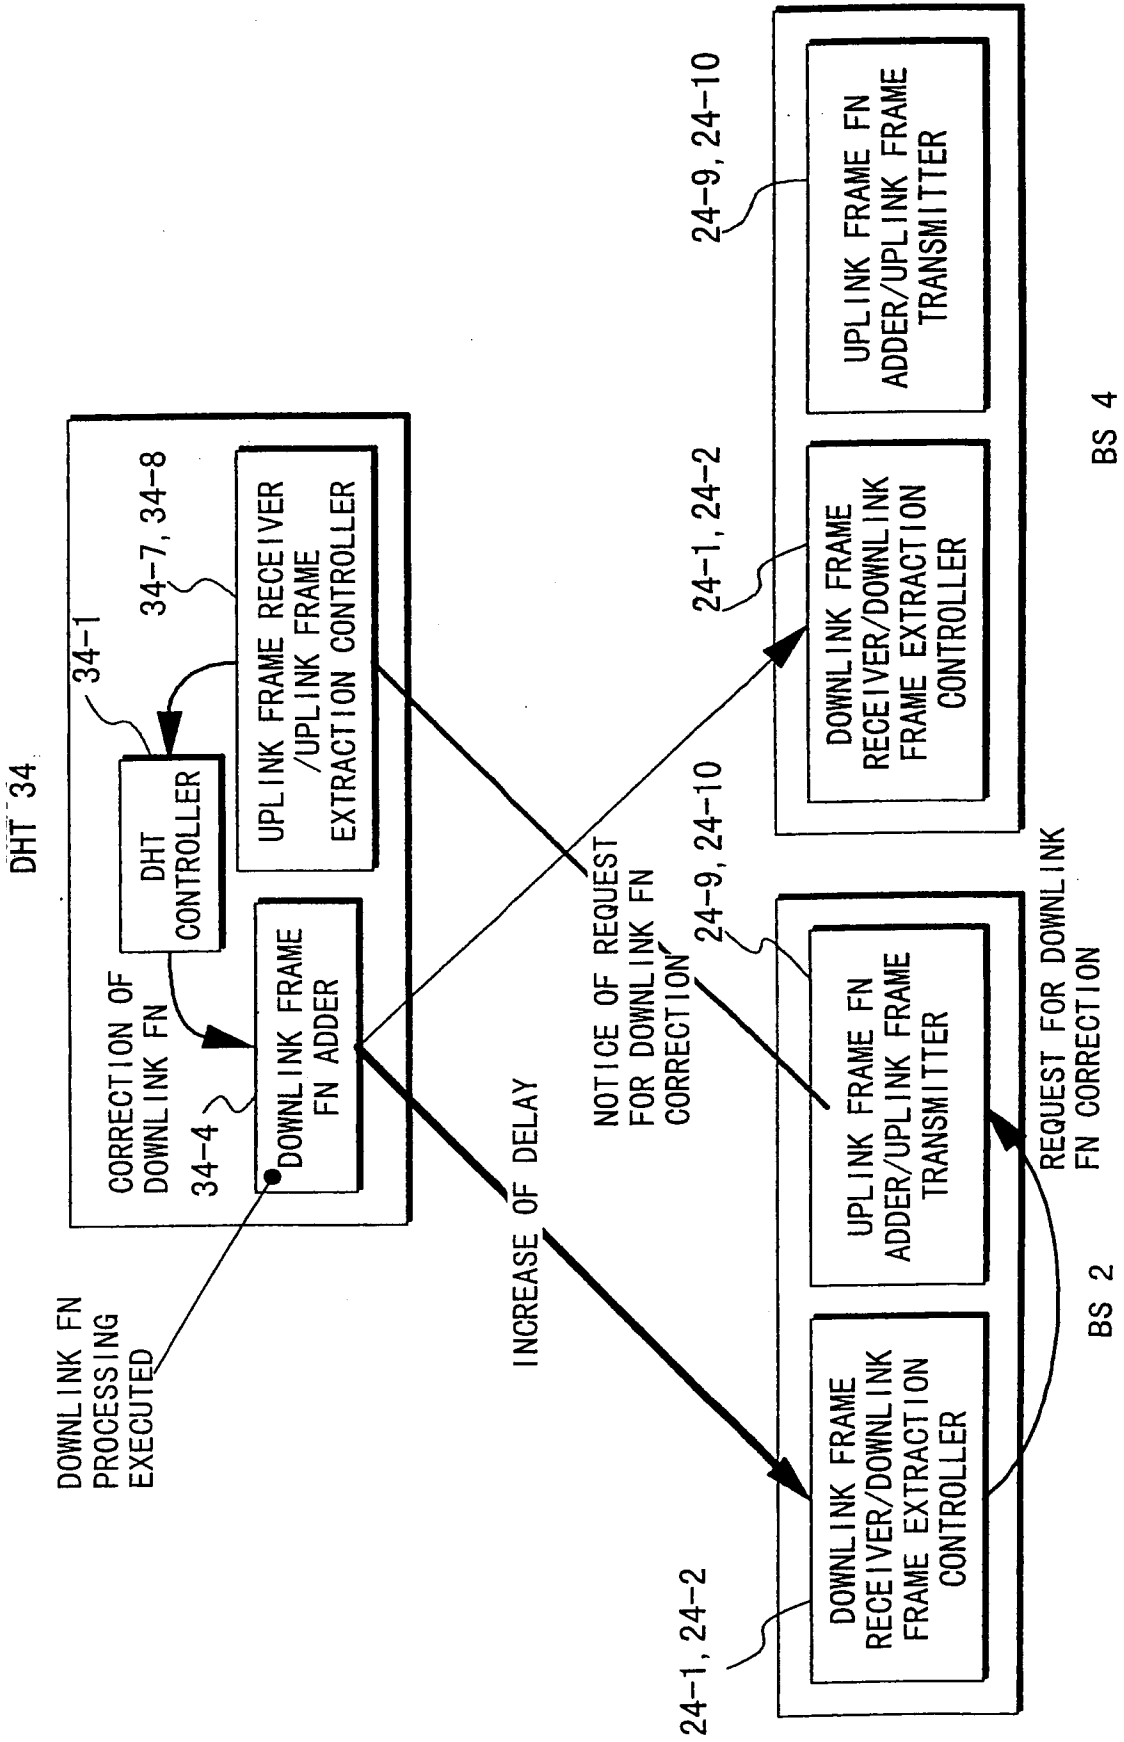 DHT 34
34-1
34-7, 34-8
DHT
CONTROLLER
UPLINK FRAME RECEIVER
/UPLINK FRAME
EXTRACTION CONTROLLER
CORRECTION OF
DOWNLINK FN
34-4
DOWNLINK FRAME
FN ADDER
DOWNLINK FN
PROCESSING
EXECUTED
INCREASE OF DELAY
NOTICE OF REQUEST
FOR DOWNLINK FN
CORRECTION
24-1, 24-2
DOWNLINK FRAME
RECEIVER/DOWNLINK
FRAME EXTRACTION
CONTROLLER
24-9, 24-10
UPLINK FRAME FN
ADDER/UPLINK FRAME
TRANSMITTER
REQUEST FOR DOWNLINK
FN CORRECTION
BS 2
24-1, 24-2
DOWNLINK FRAME
RECEIVER/DOWNLINK
FRAME EXTRACTION
CONTROLLER
24-9, 24-10
UPLINK FRAME FN
ADDER/UPLINK FRAME
TRANSMITTER
BS 4